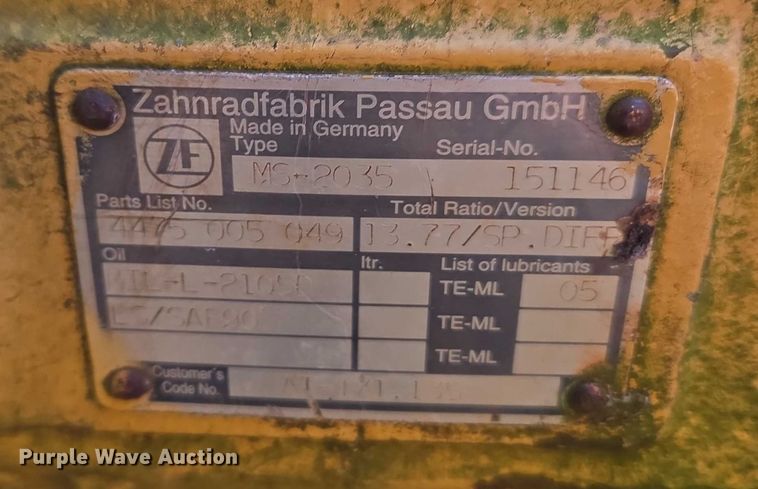 Zahnradfabrik Passau GmbH
ZF
Made in Germany
Type
Serial-No.
MS-2035 151146
Parts List No. Total Ratio/Version
4475 005 049 13.77/SP.DIFF
Oil ltr. List of lubricants
TE-ML 05
TE-ML
LS/SAE90
TE-ML
Customer's
Code No.
Purple Wave Auction